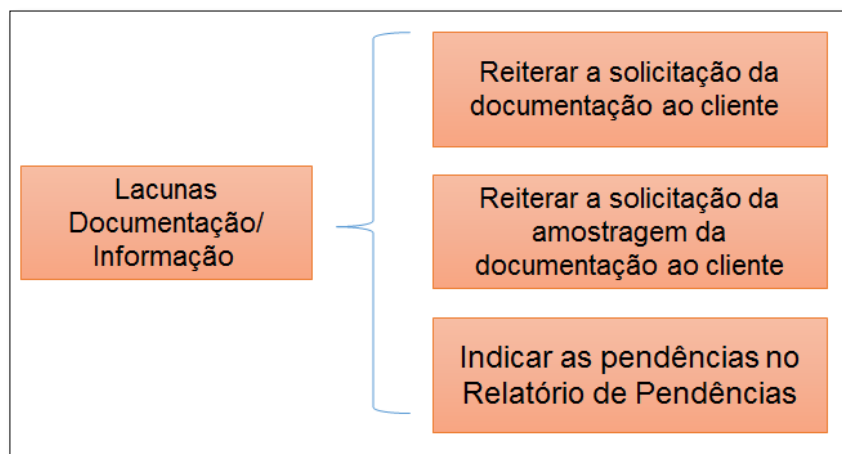 Lacunas
Documentação/
Informação
Reiterar a solicitação da
documentação ao cliente
Reiterar a solicitação da
amostragem da
documentação ao cliente
Indicar as pendências no
Relatório de Pendências